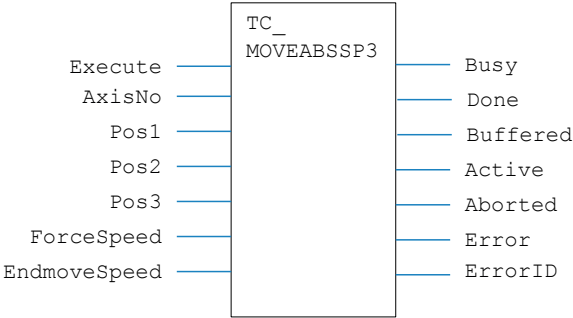 TC_
MOVEABSSP3
Execute
AxisNo
Pos1
Pos2
Pos3
ForceSpeed
EndmoveSpeed
Busy
Done
Buffered
Active
Aborted
Error
ErrorID